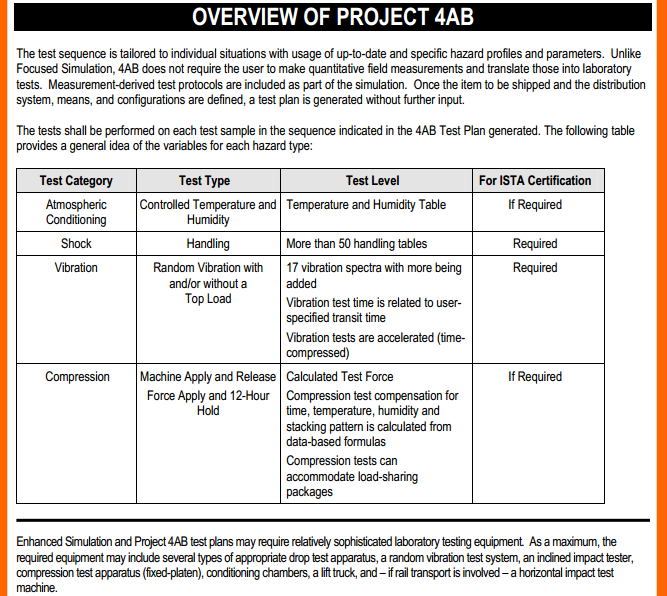 OVERVIEW OF PROJECT 4AB
The test sequence is tailored to individual situations with usage of up-to-date and specific hazard profiles and parameters. Unlike
Focused Simulation, 4AB does not require the user to make quantitative field measurements and translate those into laboratory
tests. Measurement-derived test protocols are included as part of the simulation. Once the item to be shipped and the distribution
system, means, and configurations are defined, a test plan is generated without further input.
The tests shall be performed on each test sample in the sequence indicated in the 4AB Test Plan generated. The following table
provides a general idea of the variables for each hazard type:
Test Category Test Type Test Level For ISTA Certification
Atmospheric Controlled Temperature and Temperature and Humidity Table If Required
Conditioning Humidity
Shock Handling More than 50 handling tables Required
Vibration Random Vibration with 17 vibration spectra with more being Required
and/or without a added
Top Load Vibration test time is related to user-
specified transit time
Vibration tests are accelerated (time-
compressed)
Compression Machine Apply and Release Calculated Test Force If Required
Force Apply and 12-Hour Compression test compensation for
Hold time, temperature, humidity and
stacking pattern is calculated from
data-based formulas
Compression tests can
accommodate load-sharing
packages
Enhanced Simulation and Project 4AB test plans may require relatively sophisticated laboratory testing equipment. As a maximum, the
required equipment may include several types of appropriate drop test apparatus, a random vibration test system, an inclined impact tester,
compression test apparatus (fixed-platen), conditioning chambers, a lift truck, and – if rail transport is involved – a horizontal impact test
machine.